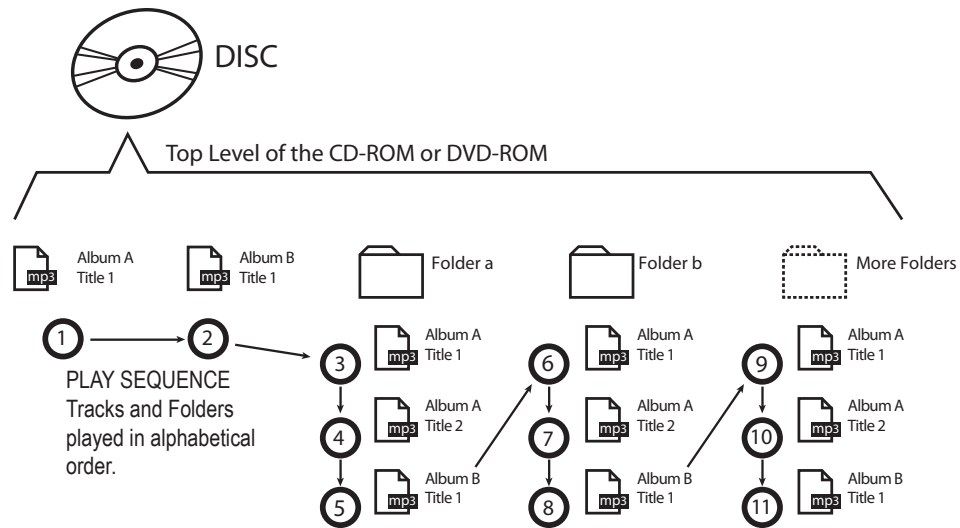 DISC
Top Level of the CD-ROM or DVD-ROM
mp3
Album A
Title 1
mp3
Album B
Title 1
Folder a
Folder b
More Folders
1
2
PLAY SEQUENCE
Tracks and Folders
played in alphabetical
order.
3
mp3
Album A
Title 1
4
mp3
Album A
Title 2
5
mp3
Album B
Title 1
6
mp3
Album A
Title 1
7
mp3
Album A
Title 2
8
mp3
Album B
Title 1
9
mp3
Album A
Title 1
10
mp3
Album A
Title 2
11
mp3
Album B
Title 1